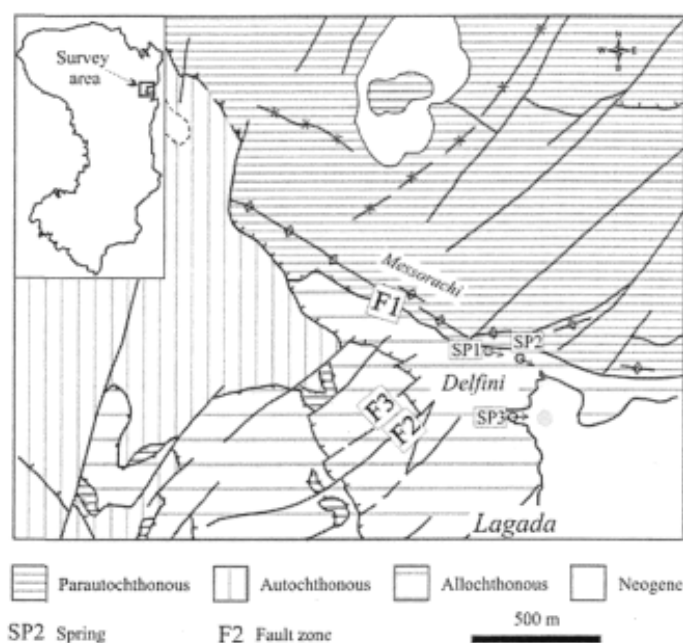 Survey
area
N
W E
S
Messorachi
F1
SP1
SP2
Delfini
F3
F2
SP3
Lagada
Parautochthonous
Autochthonous
Allochthonous
Neogene
SP2 Spring
F2 Fault zone
500 m